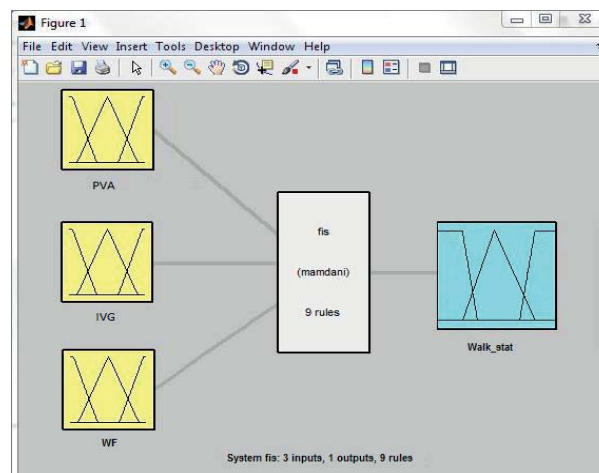 Figure 1
File Edit View Insert Tools Desktop Window Help
PVA
IVG
WF
fis
(mamdani)
9 rules
Walk_stat
System fis: 3 inputs, 1 outputs, 9 rules